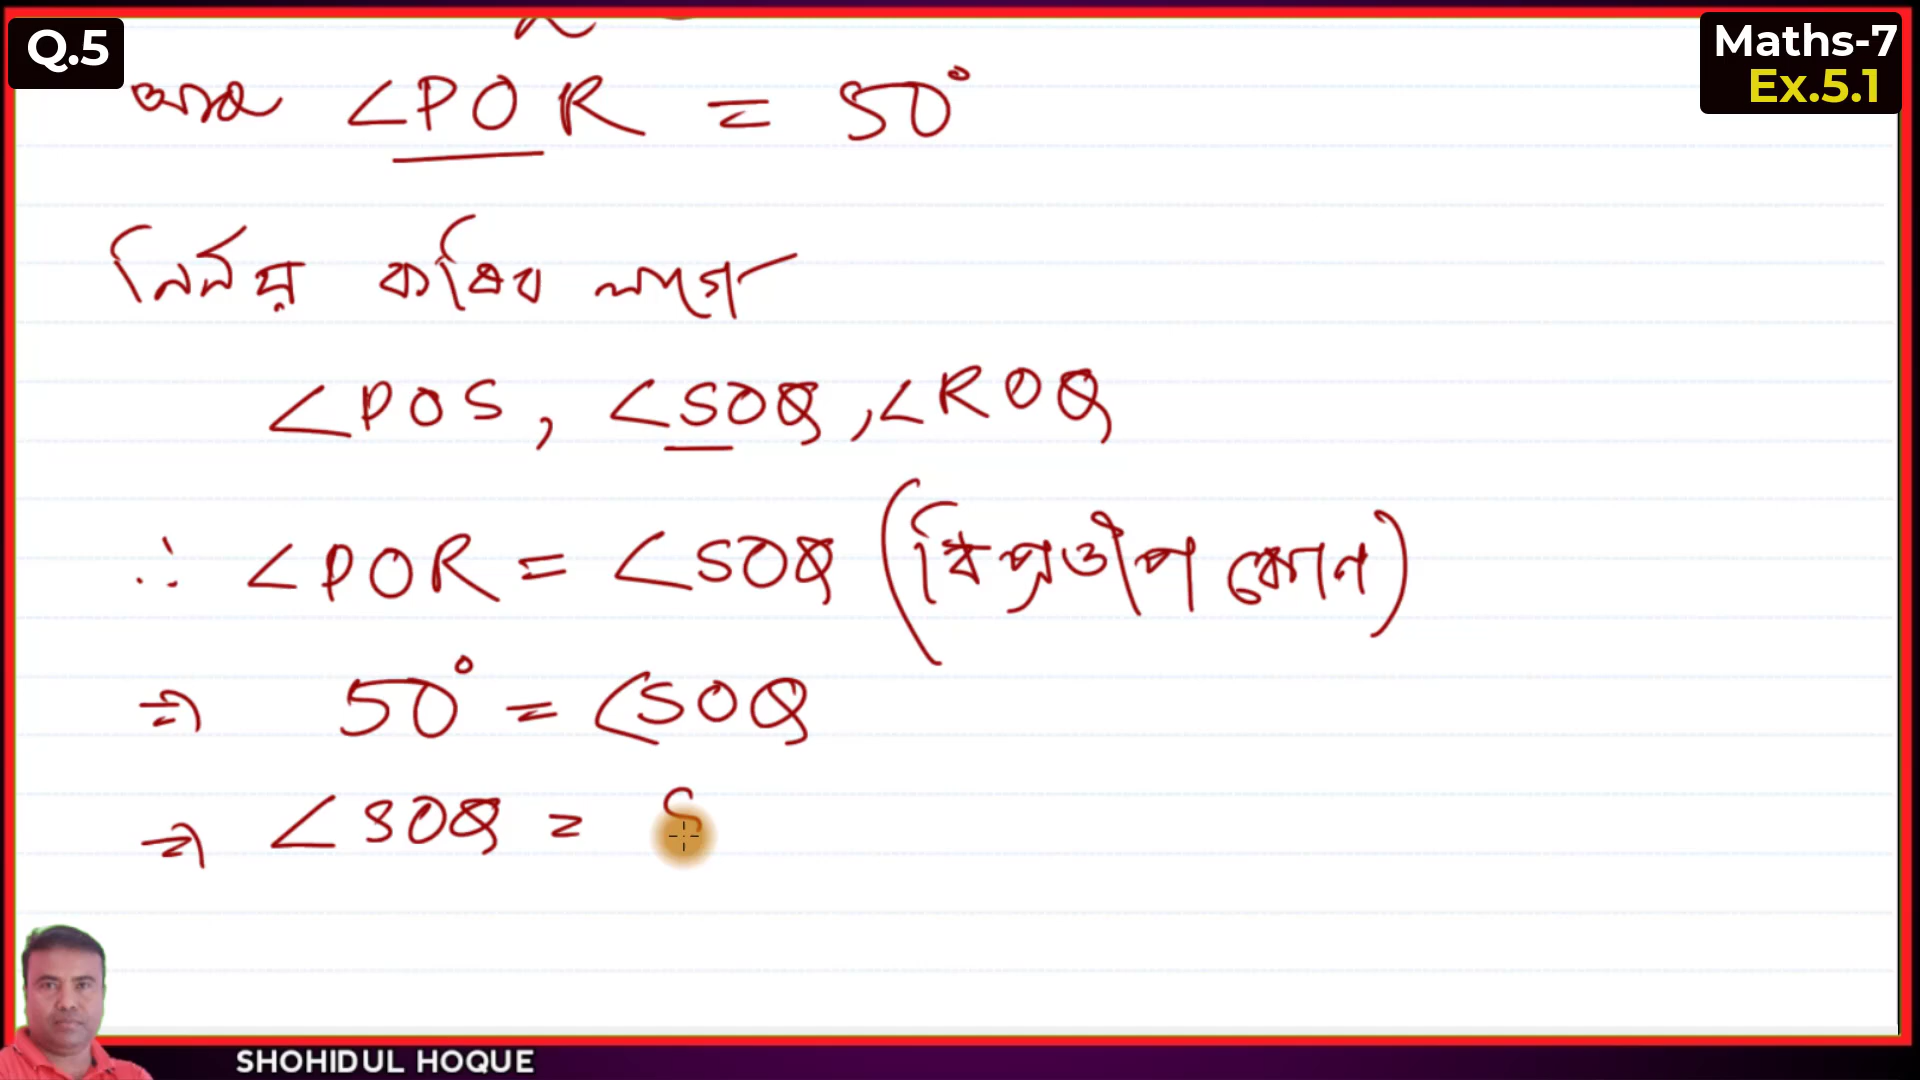 Q.5
Maths-7
Ex.5.1
আৰু ∠POR = 50°
নিৰ্নয় কৰিব লাগে
∠POS, ∠SOQ, ∠ROQ
∴ ∠POR = ∠SOQ (বিপ্ৰতীপ কোন)
⇒ 50° = ∠SOQ
⇒ ∠SOQ =
SHOHIDUL HOQUE